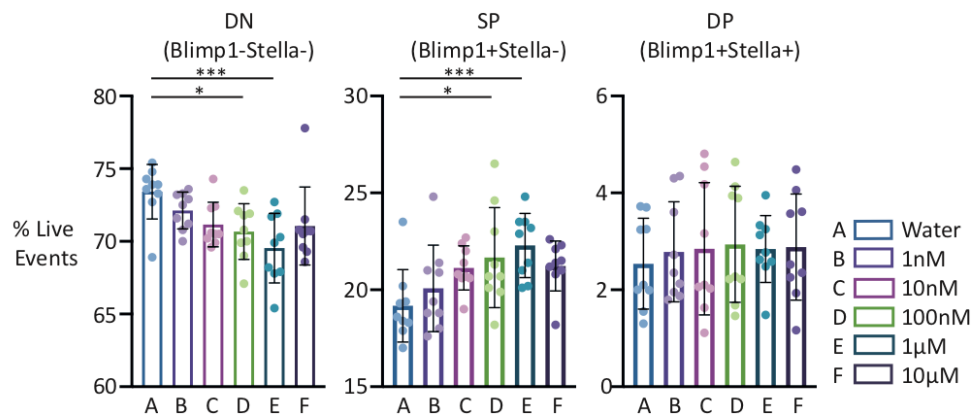 DN
(Blimp1-Stella-)
SP
(Blimp1+Stella-)
DP
(Blimp1+Stella+)
***
*
***
*
% Live
Events
80
75
70
65
60
A B C D E F
30
25
20
15
A B C D E F
6
4
2
0
A B C D E F
A Water
B 1nM
C 10nM
D 100nM
E 1µM
F 10µM